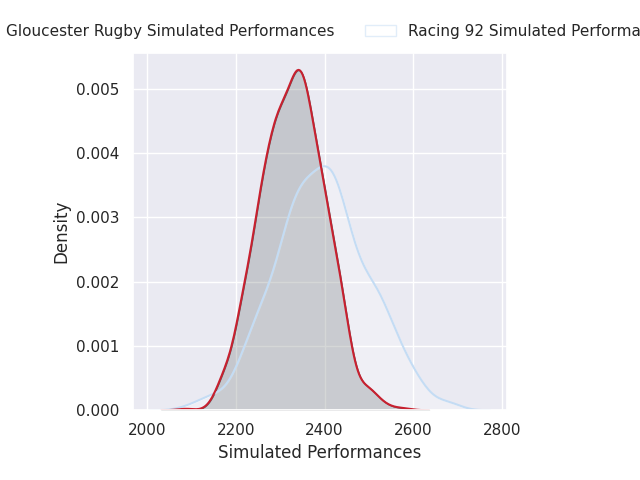 Gloucester Rugby Simulated Performances
Racing 92 Simulated Performa
0.005
0.004
0.003
0.002
0.001
0.000
Density
2000 2200 2400 2600 2800
Simulated Performances